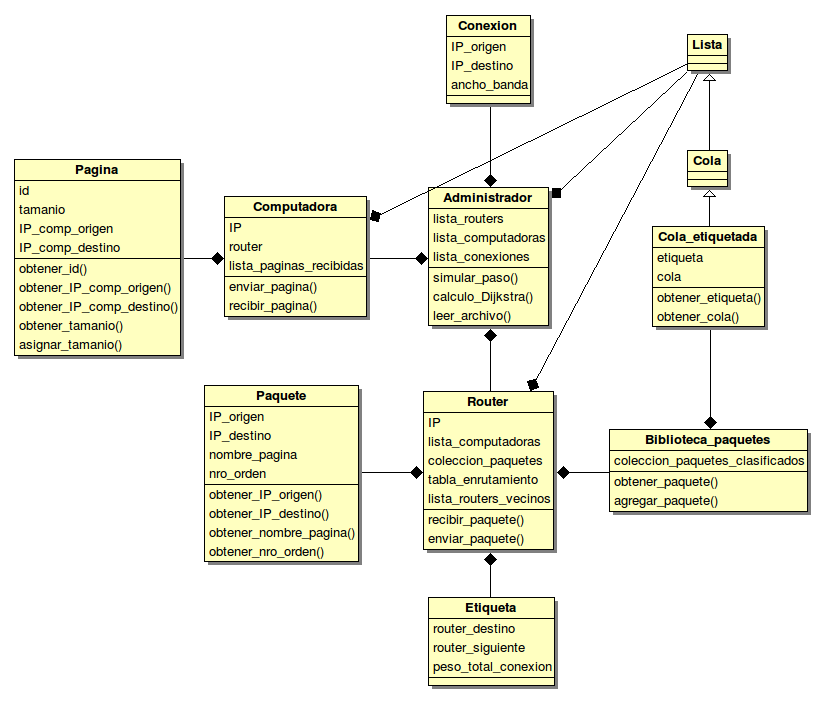 Conexion
IP_origen
IP_destino
ancho_banda
Lista
Cola
Pagina
id
tamanio
IP_comp_origen
IP_comp_destino
obtener_id()
obtener_IP_comp_origen()
obtener_IP_comp_destino()
obtener_tamanio()
asignar_tamanio()
Computadora
IP
router
lista_paginas_recibidas
enviar_pagina()
recibir_pagina()
Administrador
lista_routers
lista_computadoras
lista_conexiones
simular_paso()
calculo_Dijkstra()
leer_archivo()
Cola_etiquetada
etiqueta
cola
obtener_etiqueta()
obtener_cola()
Paquete
IP_origen
IP_destino
nombre_pagina
nro_orden
obtener_IP_origen()
obtener_IP_destino()
obtener_nombre_pagina()
obtener_nro_orden()
Router
IP
lista_computadoras
coleccion_paquetes
tabla_enrutamiento
lista_routers_vecinos
recibir_paquete()
enviar_paquete()
Biblioteca_paquetes
coleccion_paquetes_clasificados
obtener_paquete()
agregar_paquete()
Etiqueta
router_destino
router_siguiente
peso_total_conexion